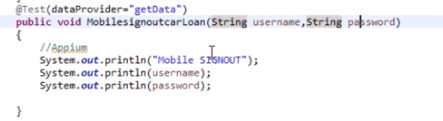 @Test(dataProvider="getData")
public void MobilesignoutcarLoan(String username,String password)
{
//Appium
System.out.println("Mobile SIGNOUT");
System.out.println(username);
System.out.println(password);
}